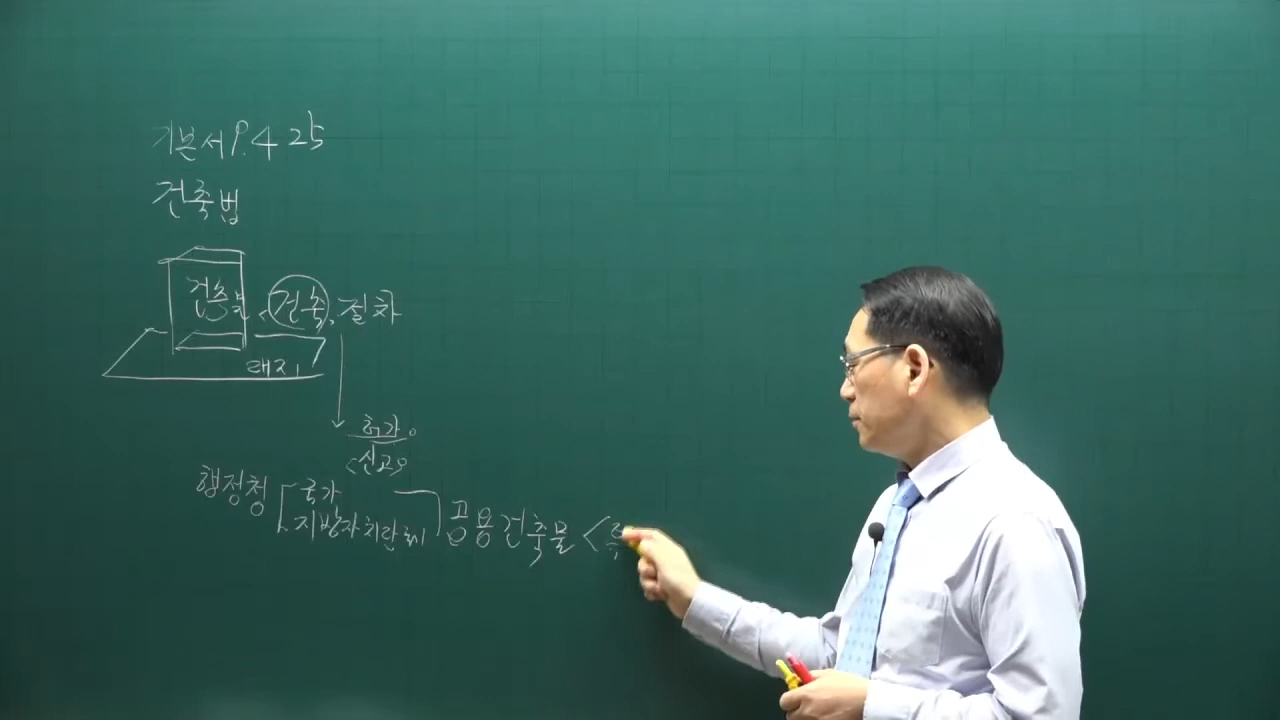 기본서 P.425
건축법
건축물, 건축, 절차
대지
허가
<신고>
행정청
국가
지방자치단체
공용건축물 <